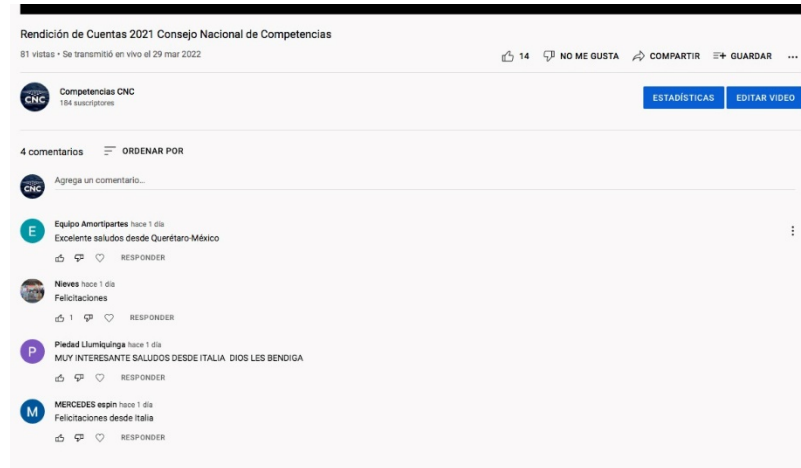 Rendición de Cuentas 2021 Consejo Nacional de Competencias
81 vistas • Se transmitió en vivo el 29 mar 2022
14 NO ME GUSTA COMPARTIR GUARDAR
CNC
Competencias CNC
184 suscriptores
ESTADÍSTICAS EDITAR VIDEO
4 comentarios ORDENAR POR
CNC
Agrega un comentario...
E
Equipo Amortipartes hace 1 día
Excelente saludos desde Querétaro-México
RESPONDER
Nieves hace 1 día
Felicitaciones
1 RESPONDER
P
Piedad Llumiquinga hace 1 día
MUY INTERESANTE SALUDOS DESDE ITALIA DIOS LES BENDIGA
RESPONDER
M
MERCEDES espin hace 1 día
Felicitaciones desde Italia
RESPONDER